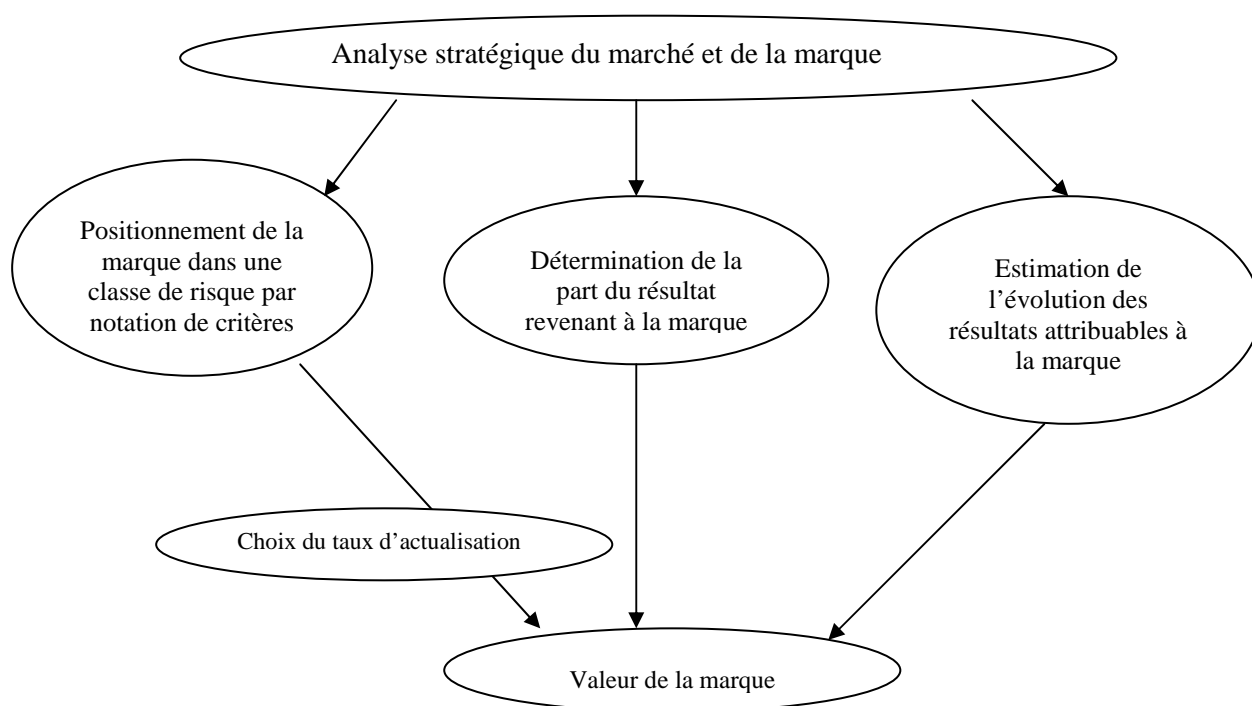 Analyse stratégique du marché et de la marque
Positionnement de la
marque dans une
classe de risque par
notation de critères
Détermination de la
part du résultat
revenant à la marque
Estimation de
l’évolution des
résultats attribuables à
la marque
Choix du taux d’actualisation
Valeur de la marque